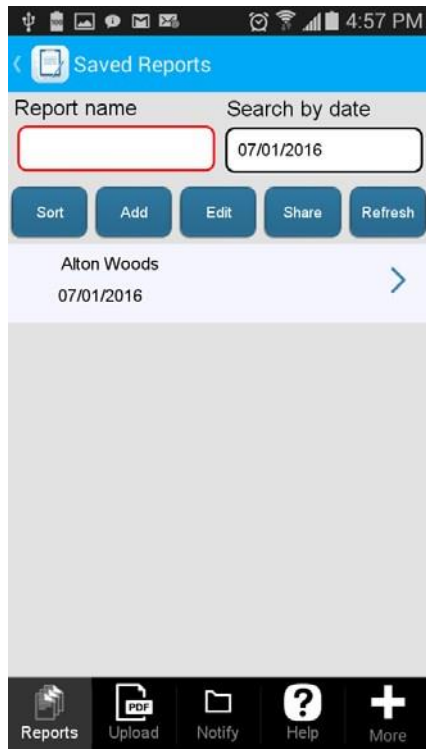 4:57 PM
Saved Reports
Report name Search by date
07/01/2016
Sort Add Edit Share Refresh
Alton Woods
07/01/2016
PDF
Reports Upload Notify Help More